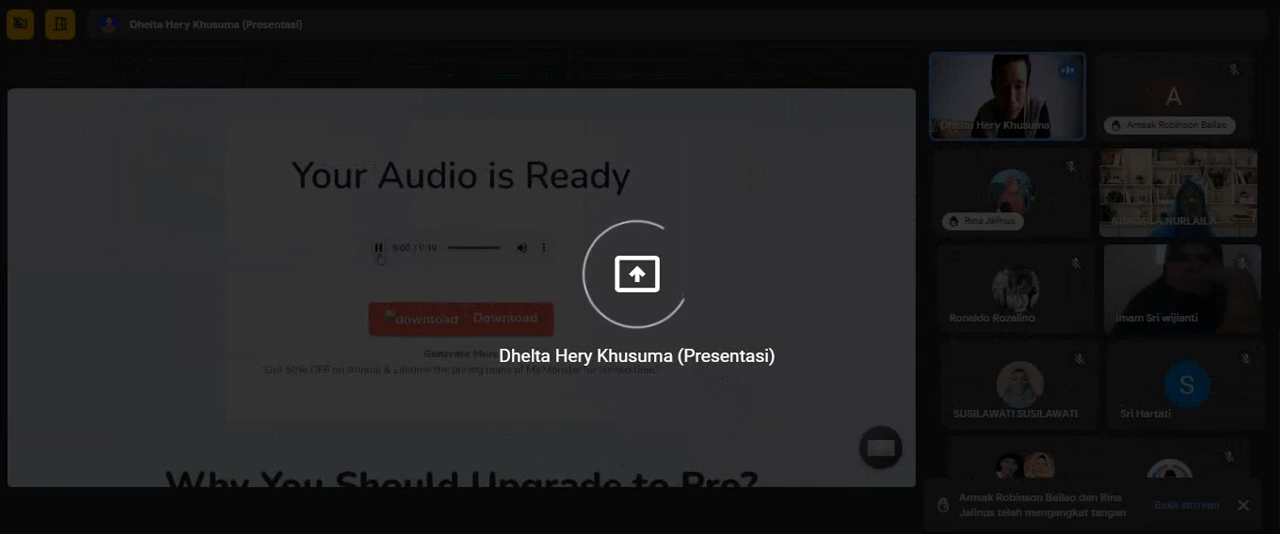 Dhelta Hery Khusuma (Presentasi)
Your Audio is Ready
0:00 / 0:19
download Download
Generate More
"Get 50% OFF on Annual & Lifetime the pricing plans of MsMonster for limited time!"
Why You Should Upgrade to Pro?
Dhelta Hery Khusuma (Presentasi)
Dhelta Hery Khusuma
A
Amsak Robinson Bailao
Rina Jalinus
NURLAILA
Ronaldo Rozalino
Imam Sri wijianti
SUSILAWATI SUSILAWATI
S
Sri Hartati
Amsak Robinson Bailao dan Rina
Jalinus telah mengangkat tangan
Buka antrean